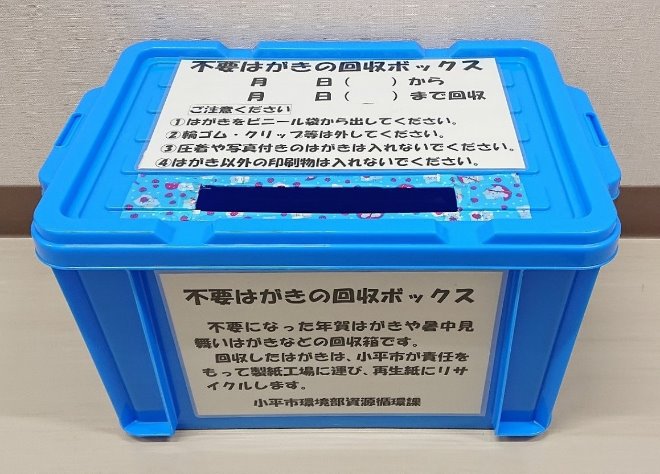 不要はがきの回収ボックス
月　　日（　　）から
月　　日（　　）まで回収
ご注意ください
①はがきをビニール袋から出してください。
②輪ゴム・クリップ等は外してください。
③圧着や写真付きのはがきは入れないでください。
④はがき以外の印刷物は入れないでください。
不要はがきの回収ボックス
不要になった年賀はがきや暑中見
舞いはがきなどの回収箱です。
回収したはがきは、小平市が責任を
もって製紙工場に運び、再生紙にリサ
イクルします。
小平市環境部資源循環課